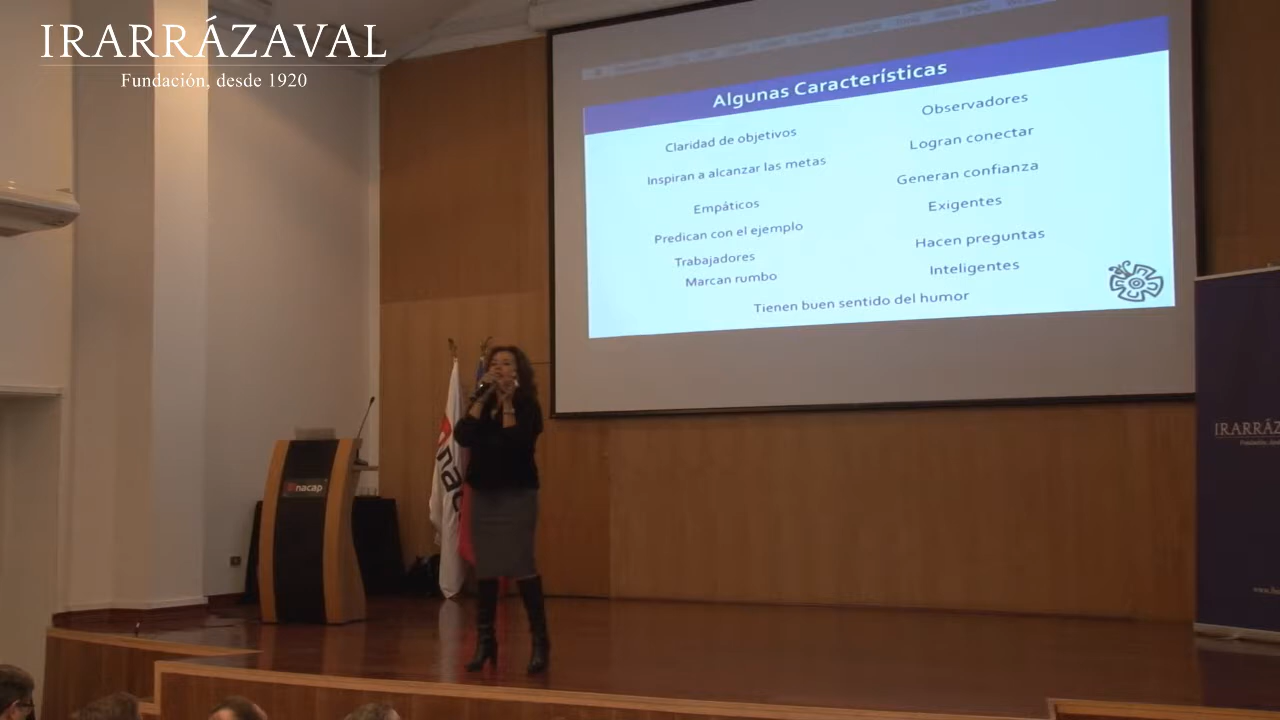 IRARRÁZAVAL
Fundación, desde 1920
Algunas Características
Claridad de objetivos
Inspiran a alcanzar las metas
Empáticos
Predican con el ejemplo
Trabajadores
Marcan rumbo
Observadores
Logran conectar
Generan confianza
Exigentes
Hacen preguntas
Inteligentes
Tienen buen sentido del humor
inacap